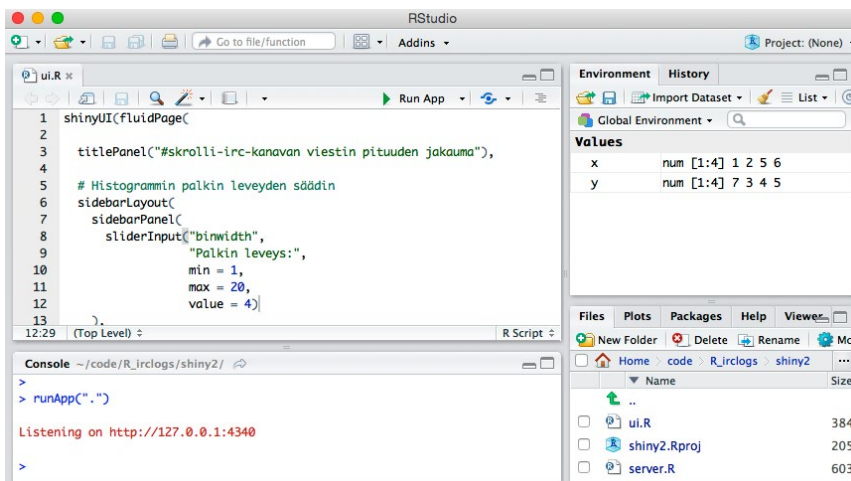 RStudio
Go to file/function
Addins
Project: (None)
ui.R
Run App
1 shinyUI(fluidPage(
2
3 titlePanel("#skrolli-irc-kanavan viestin pituuden jakauma"),
4
5 # Histogrammin palkin leveyden säädin
6 sidebarLayout(
7 sidebarPanel(
8 sliderInput("binwidth",
9 "Palkin leveys:",
10 min = 1,
11 max = 20,
12 value = 4)
13 ),
12:29 (Top Level) R Script
Console ~/code/R_irclogs/shiny2/
>
> runApp(".")
Listening on http://127.0.0.1:4340
>
Environment History
Import Dataset List
Global Environment
Values
x num [1:4] 1 2 5 6
y num [1:4] 7 3 4 5
Files Plots Packages Help Viewer
New Folder Delete Rename Mo
Home code R_irclogs shiny2 ...
Name Size
..
ui.R 384
shiny2.Rproj 205
server.R 603